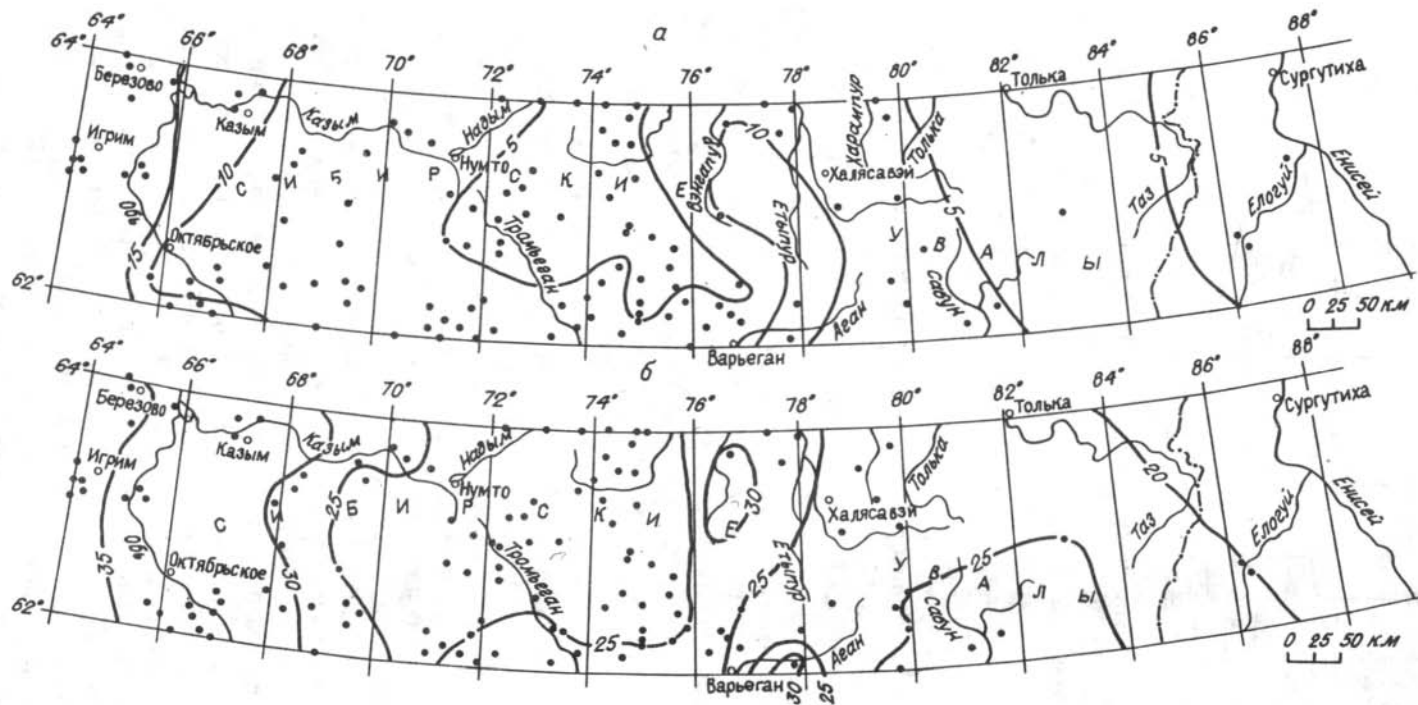 а
64° 66° 68° 70° 72° 74° 76° 78° 80° 82° 84° 86° 88°
64°
Березово
Казым
Казым
Игрим
Обь
Октябрьское
62°
15
10
Надым
Нумто
5
Тромъеган
С И Б И Р С К И Е
Вэнгапур
10
Етыпур
Харампур
Толька
Халясавэй
Аган
Варьеган
5
Сабун
У В А Л Ы
Толька
5
Таз
Елогуй
Сургутиха
Енисей
0 25 50 км
б
64° 66° 68° 70° 72° 74° 76° 78° 80° 82° 84° 86° 88°
64°
Березово
Казым
Казым
Игрим
35
Обь
Октябрьское
62°
30
25
Надым
Нумто
Тромъеган
С И Б И Р С К И Е
25
30
25
Етыпур
Толька
Халясавэй
Аган
Варьеган
30
25
25
Сабун
У В А Л Ы
Толька
20
Таз
Елогуй
Сургутиха
Енисей
0 25 50 км